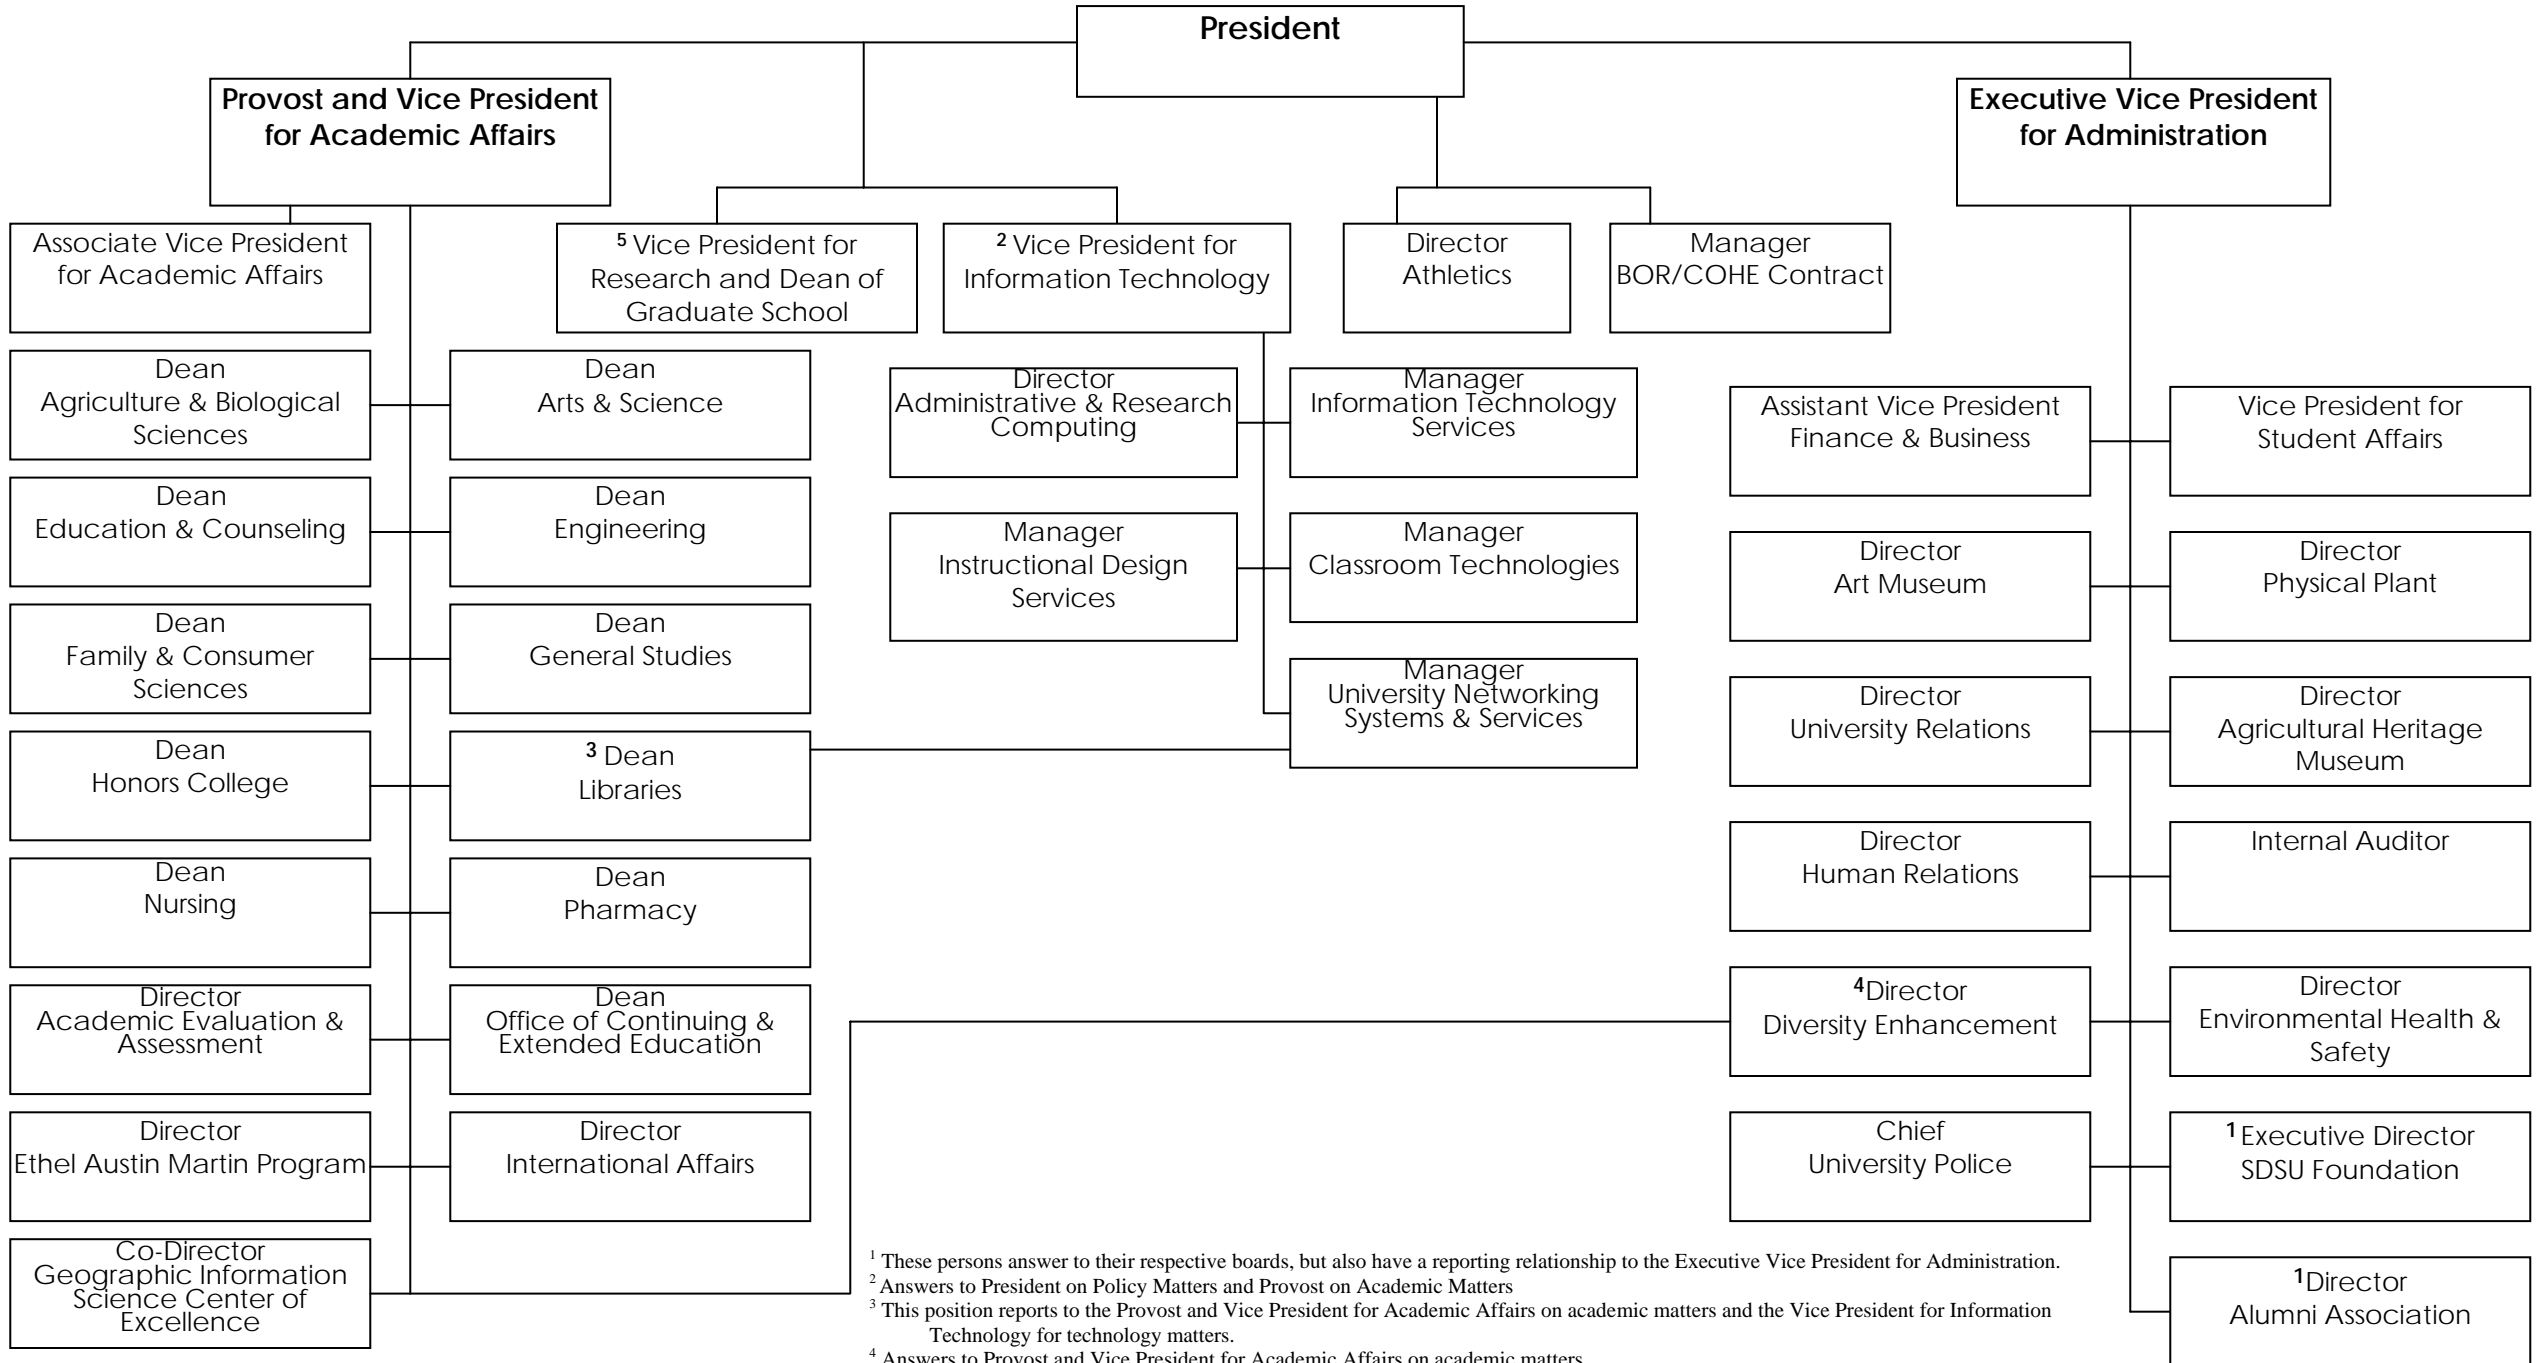 President
Provost and Vice President
for Academic Affairs
Executive Vice President
for Administration
Associate Vice President
for Academic Affairs
5 Vice President for
Research and Dean of
Graduate School
2 Vice President for
Information Technology
Director
Athletics
Manager
BOR/COHE Contract
Dean
Agriculture & Biological
Sciences
Dean
Arts & Science
Dean
Education & Counseling
Dean
Engineering
Dean
Family & Consumer
Sciences
Dean
General Studies
Dean
Honors College
3 Dean
Libraries
Dean
Nursing
Dean
Pharmacy
Director
Academic Evaluation &
Assessment
Dean
Office of Continuing &
Extended Education
Director
Ethel Austin Martin Program
Director
International Affairs
Co-Director
Geographic Information
Science Center of
Excellence
Director
Administrative & Research
Computing
Manager
Information Technology
Services
Manager
Instructional Design
Services
Manager
Classroom Technologies
Manager
University Networking
Systems & Services
Assistant Vice President
Finance & Business
Vice President for
Student Affairs
Director
Art Museum
Director
Physical Plant
Director
University Relations
Director
Agricultural Heritage
Museum
Director
Human Relations
Internal Auditor
4Director
Diversity Enhancement
Director
Environmental Health &
Safety
Chief
University Police
1 Executive Director
SDSU Foundation
1Director
Alumni Association
1 These persons answer to their respective boards, but also have a reporting relationship to the Executive Vice President for Administration.
2 Answers to President on Policy Matters and Provost on Academic Matters
3 This position reports to the Provost and Vice President for Academic Affairs on academic matters and the Vice President for Information
Technology for technology matters.
4 Answers to Provost and Vice President for Academic Affairs on academic matters